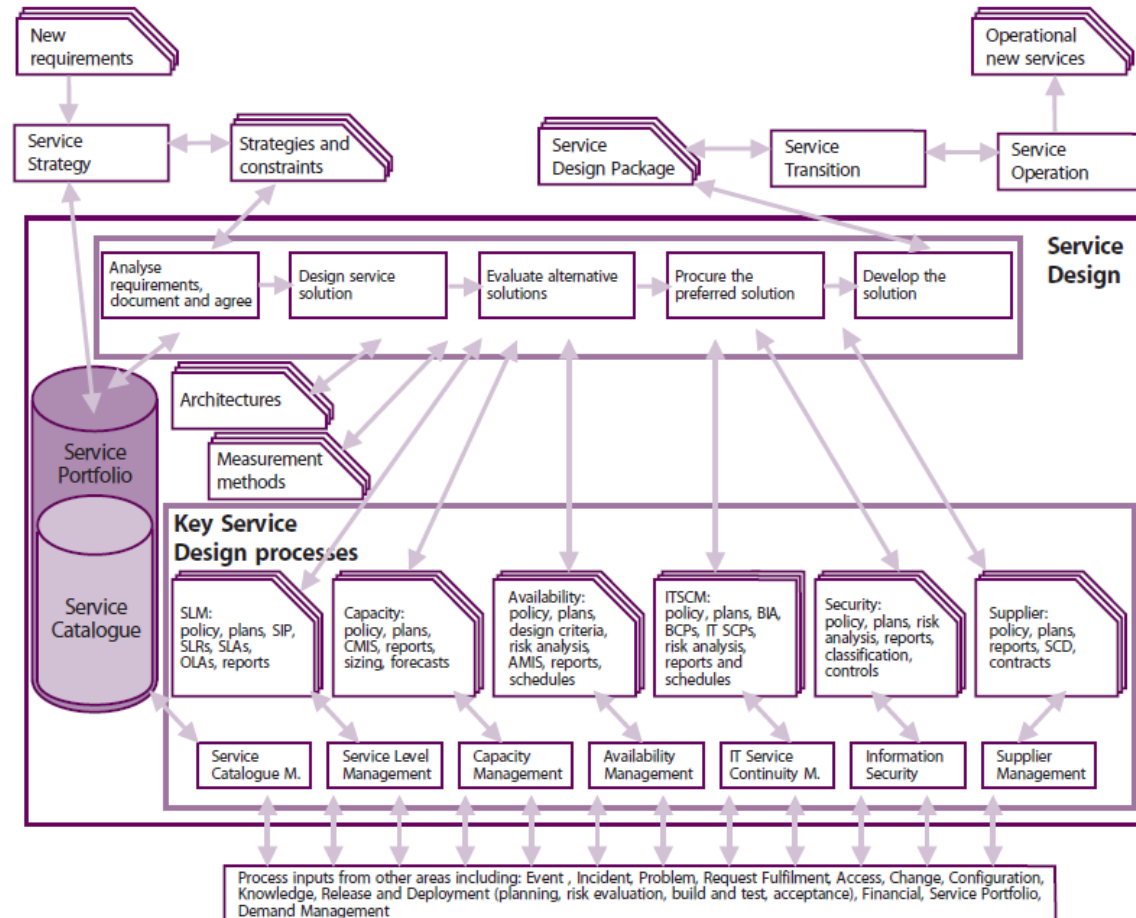 New
requirements
Operational
new services
Service
Strategy
Strategies and
constraints
Service
Design Package
Service
Transition
Service
Operation
Service
Design
Analyse
requirements,
document and agree
Design service
solution
Evaluate alternative
solutions
Procure the
preferred solution
Develop the
solution
Architectures
Measurement
methods
Service
Portfolio
Service
Catalogue
Key Service
Design processes
SLM:
policy, plans, SIP,
SLRs, SLAs,
OLAs, reports
Capacity:
policy, plans,
CMIS, reports,
sizing, forecasts
Availability:
policy, plans,
design criteria,
risk analysis,
AMIS, reports,
schedules
ITSCM:
policy, plans, BIA,
BCPs, IT SCPs,
risk analysis,
reports and
schedules
Security:
policy, plans, risk
analysis, reports,
classification,
controls
Supplier:
policy, plans,
reports, SCD,
contracts
Service
Catalogue M.
Service Level
Management
Capacity
Management
Availability
Management
IT Service
Continuity M.
Information
Security
Supplier
Management
Process inputs from other areas including: Event , Incident, Problem, Request Fulfilment, Access, Change, Configuration,
Knowledge, Release and Deployment (planning, risk evaluation, build and test, acceptance), Financial, Service Portfolio,
Demand Management